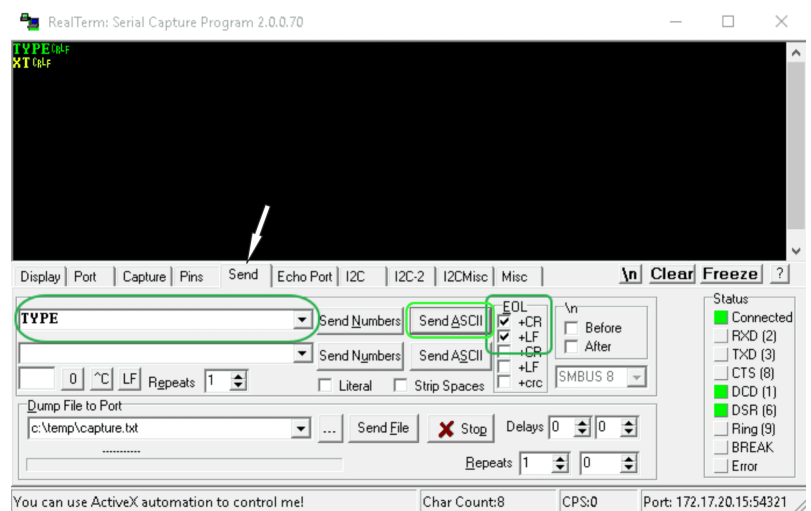 RealTerm: Serial Capture Program 2.0.0.70
TYPECRLF
XTCRLF
Display Port Capture Pins Send Echo Port I2C I2C-2 I2CMisc Misc \n Clear Freeze ?
TYPE Send Numbers Send ASCII
Send Numbers Send ASCII
0 ^C LF Repeats 1 Literal Strip Spaces
EOL
+CR
+LF
+CR
+LF
+crc
\n
Before
After
SMBUS 8
Dump File to Port
c:\temp\capture.txt ... Send File Stop Delays 0 0
Repeats 1 0
Status
Connected
RXD (2)
TXD (3)
CTS (8)
DCD (1)
DSR (6)
Ring (9)
BREAK
Error
You can use ActiveX automation to control me! Char Count:8 CPS:0 Port: 172.17.20.15:54321